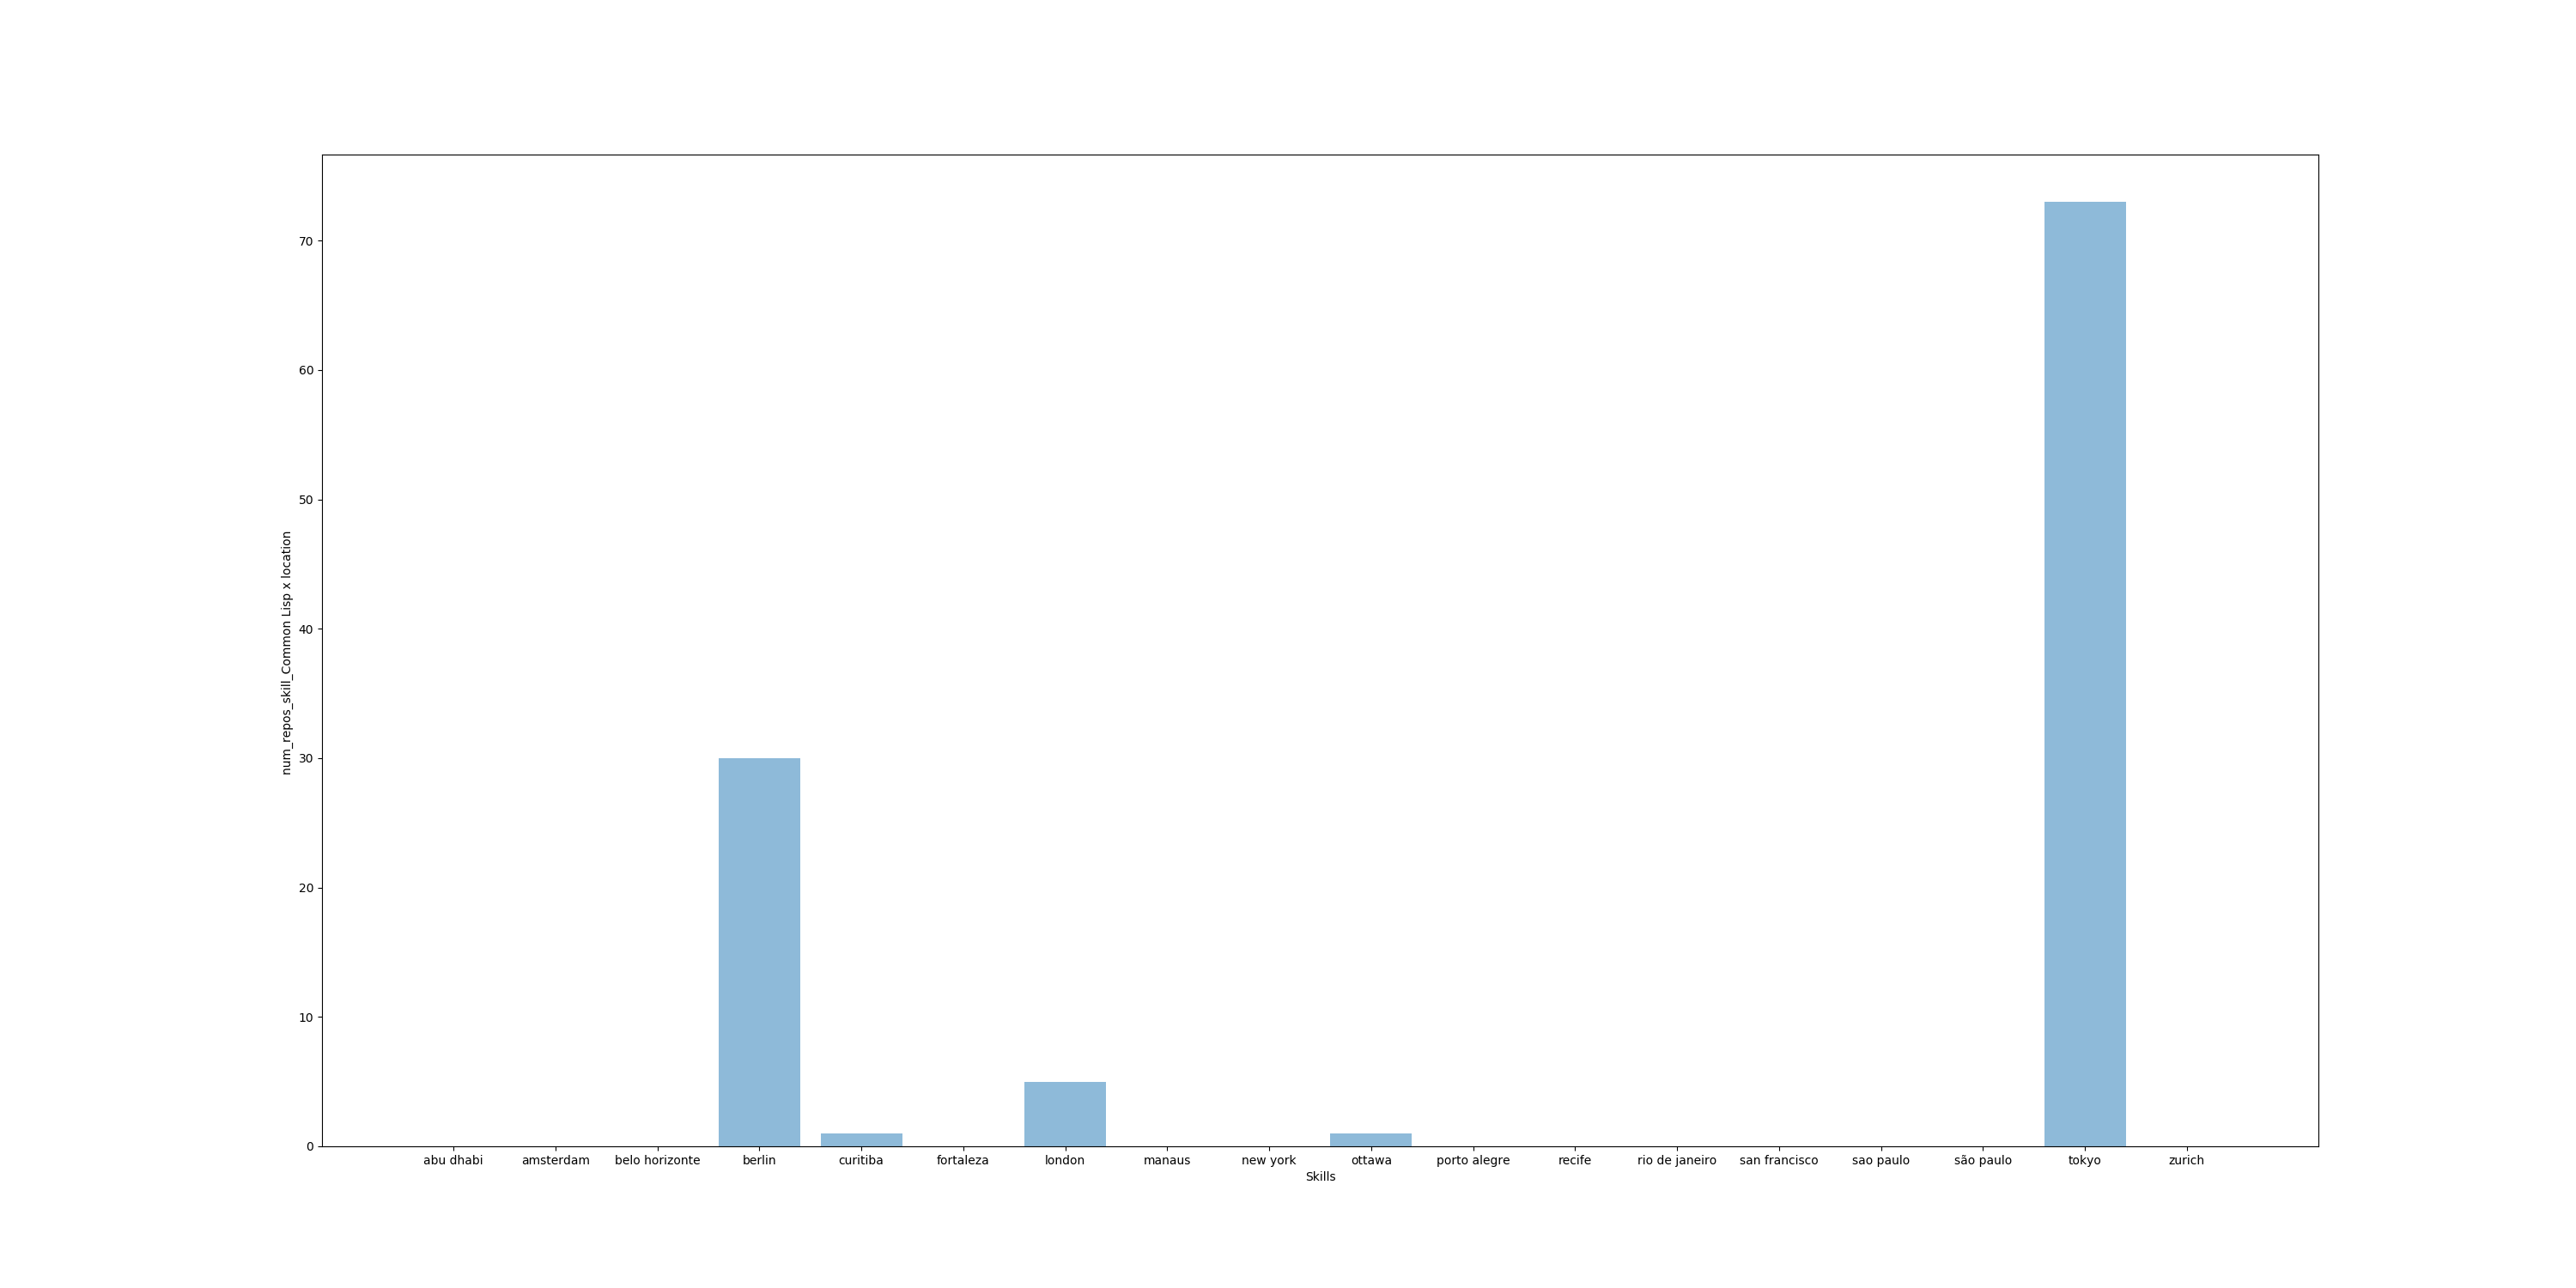 70
60
50
40
30
20
10
0
num_repos_skill_Common Lisp x location
abu dhabi amsterdam belo horizonte berlin curitiba fortaleza london manaus new york ottawa porto alegre recife rio de janeiro san francisco sao paulo são paulo tokyo zurich
Skills